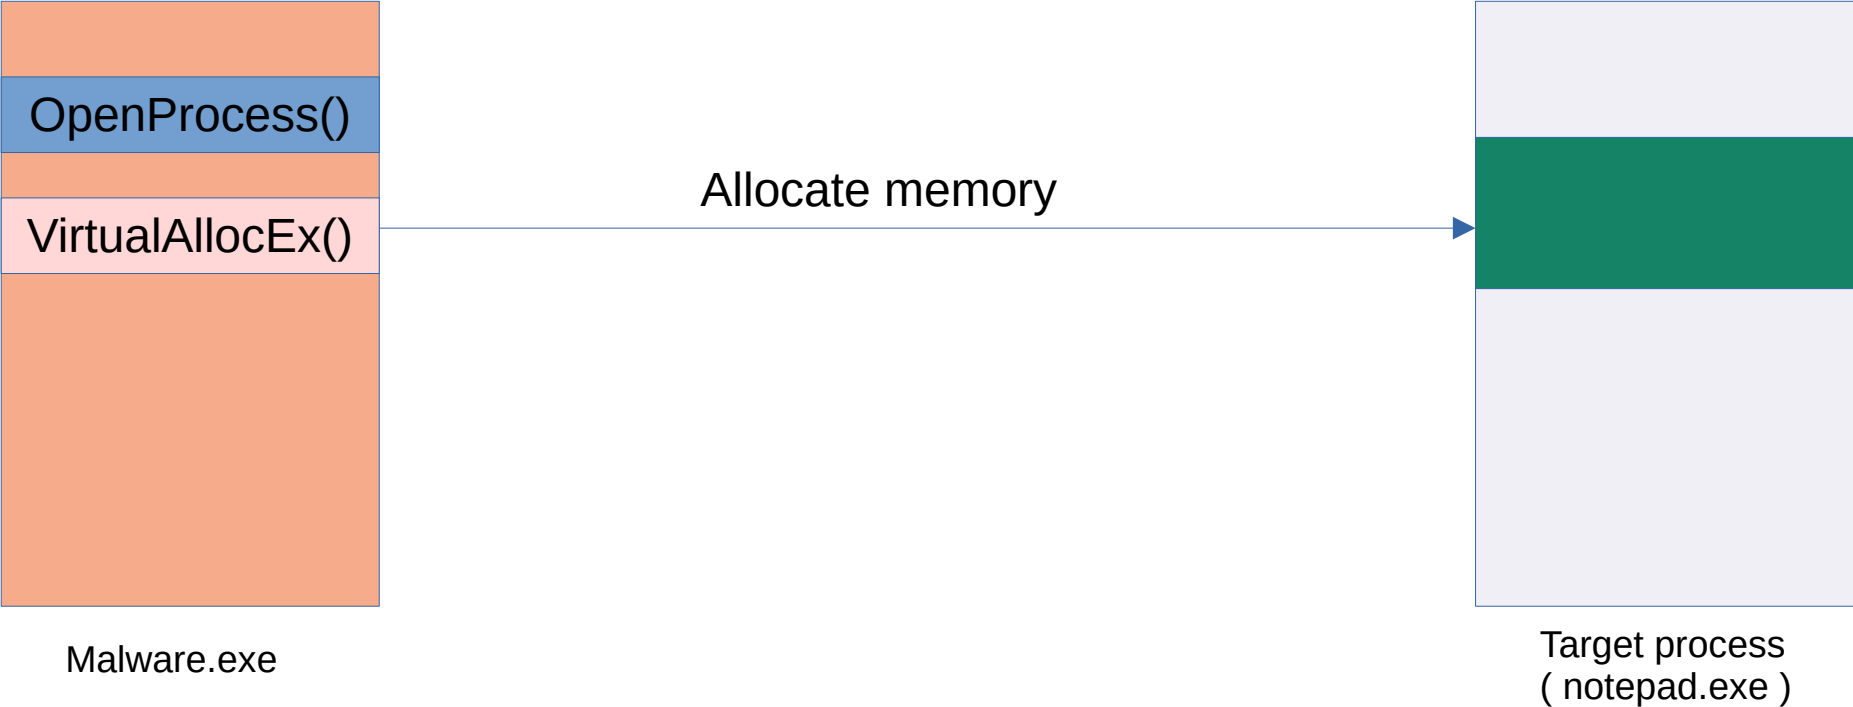 OpenProcess()
Allocate memory
VirtualAllocEx()
Malware.exe
Target process
( notepad.exe )